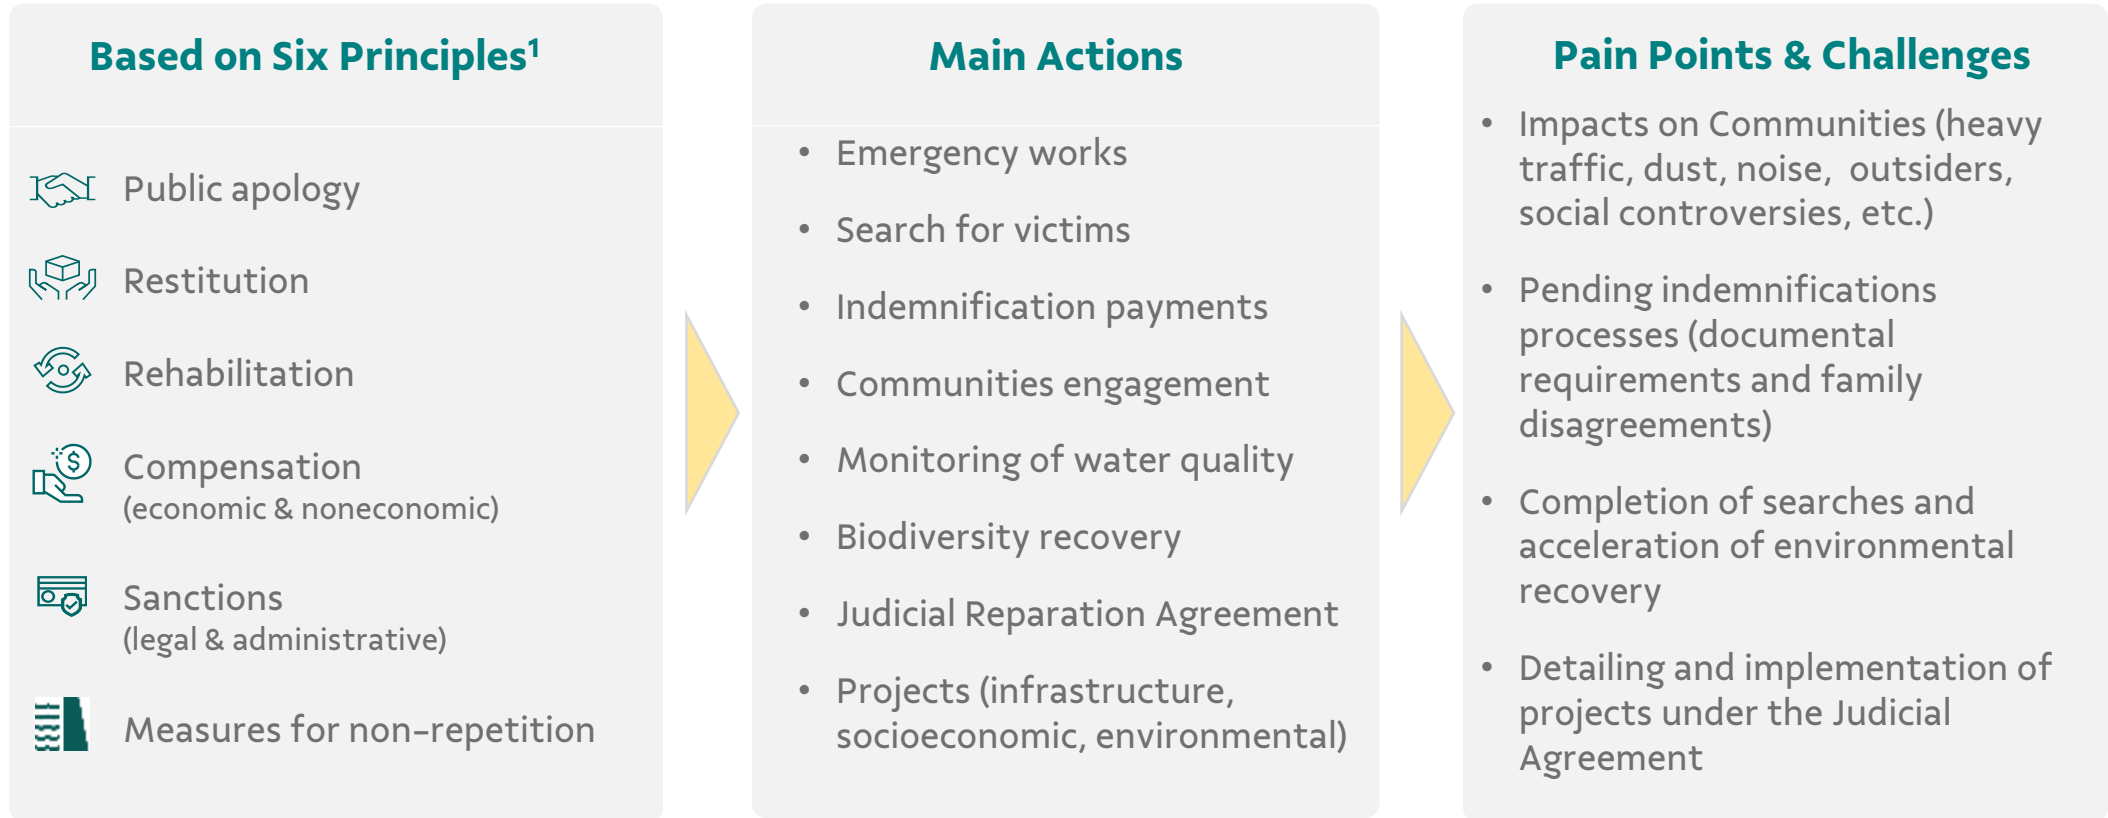 Based on Six Principles¹
Public apology
Restitution
Rehabilitation
Compensation
(economic & noneconomic)
Sanctions
(legal & administrative)
Measures for non-repetition
Main Actions
• Emergency works
• Search for victims
• Indemnification payments
• Communities engagement
• Monitoring of water quality
• Biodiversity recovery
• Judicial Reparation Agreement
• Projects (infrastructure,
socioeconomic, environmental)
Pain Points & Challenges
• Impacts on Communities (heavy
traffic, dust, noise, outsiders,
social controversies, etc.)
• Pending indemnifications
processes (documental
requirements and family
disagreements)
• Completion of searches and
acceleration of environmental
recovery
• Detailing and implementation of
projects under the Judicial
Agreement